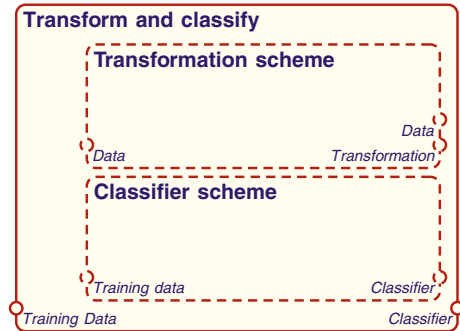 Transform and classify
Transformation scheme
Data
Data
Transformation
Classifier scheme
Training data
Classifier
Training Data
Classifier